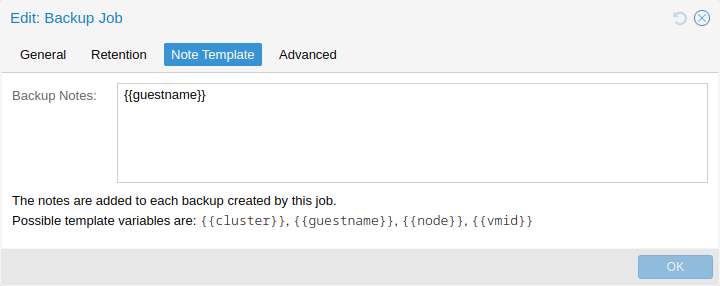 Edit: Backup Job
General Retention Note Template Advanced
Backup Notes: {{guestname}}
The notes are added to each backup created by this job.
Possible template variables are: {{cluster}}, {{guestname}}, {{node}}, {{vmid}}
OK